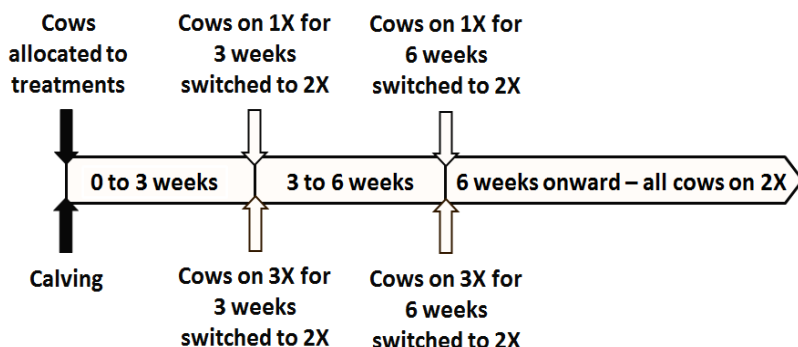 Cows
allocated to
treatments
Cows on 1X for
3 weeks
switched to 2X
Cows on 1X for
6 weeks
switched to 2X
0 to 3 weeks
3 to 6 weeks
6 weeks onward – all cows on 2X
Calving
Cows on 3X for
3 weeks
switched to 2X
Cows on 3X for
6 weeks
switched to 2X